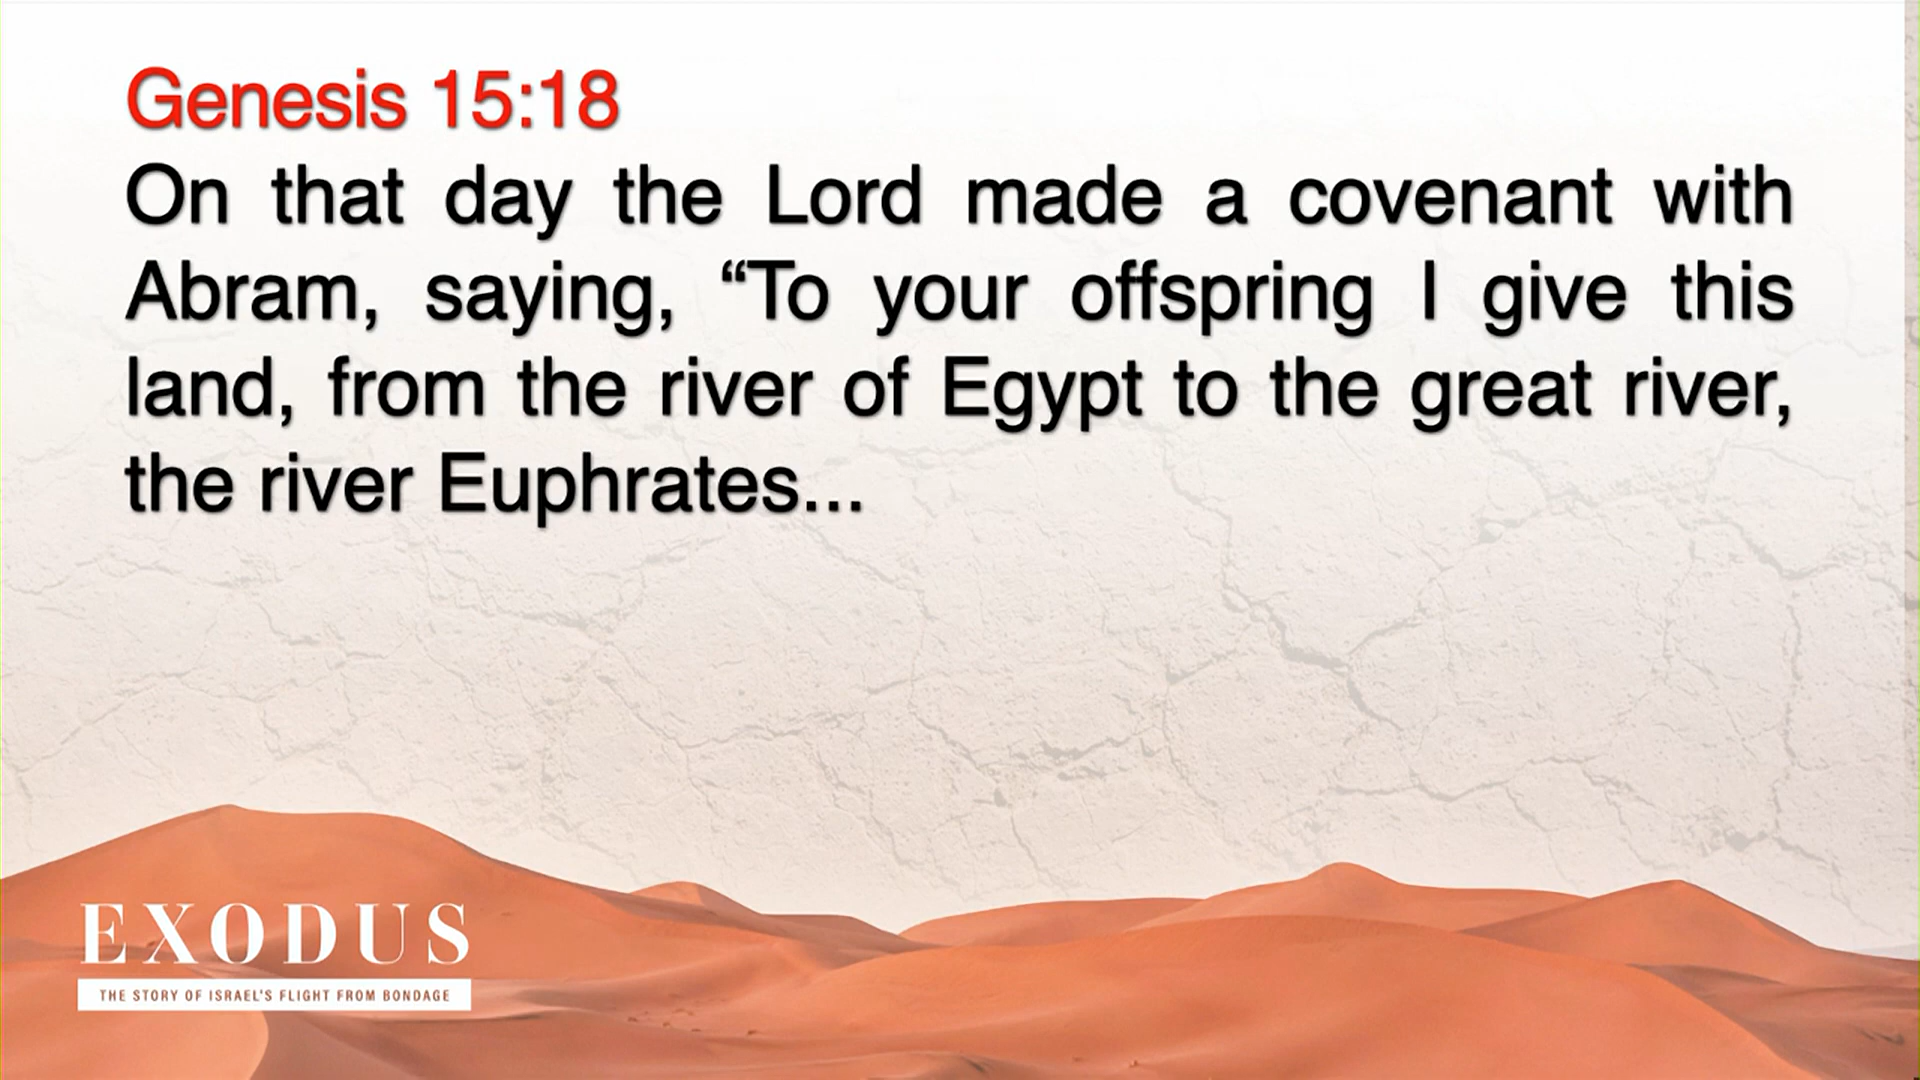 Genesis 15:18
On that day the Lord made a covenant with
Abram, saying, “To your offspring I give this
land, from the river of Egypt to the great river,
the river Euphrates...
EXODUS
THE STORY OF ISRAEL'S FLIGHT FROM BONDAGE